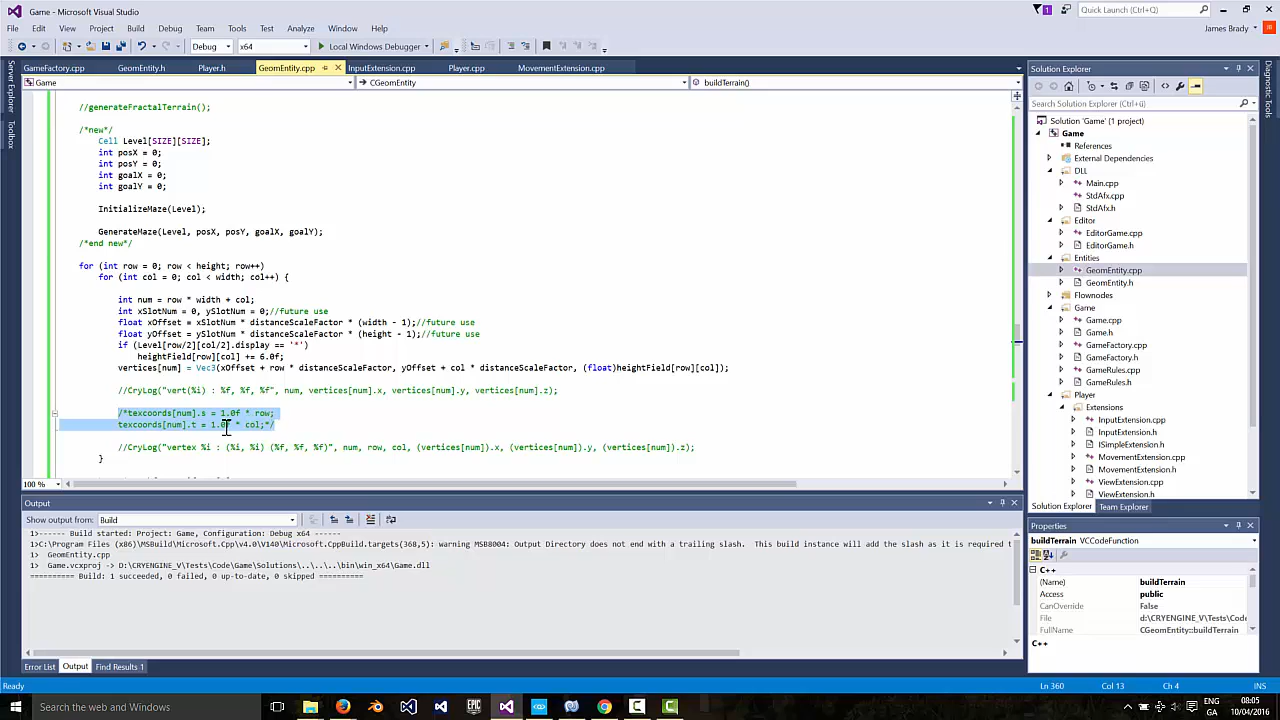 Game - Microsoft Visual Studio
1
Quick Launch (Ctrl+Q)
File Edit View Project Build Debug Team Tools Test Analyze Window Help
James Brady
Debug x64 Local Windows Debugger
Server Explorer
Toolbox
GameFactory.cpp GeomEntity.h Player.h GeomEntity.cpp InputExtension.cpp Player.cpp MovementExtension.cpp
Game CGeomEntity buildTerrain()
//generateFractalTerrain();
/*new*/
Cell Level[SIZE][SIZE];
int posX = 0;
int posY = 0;
int goalX = 0;
int goalY = 0;
InitializeMaze(Level);
GenerateMaze(Level, posX, posY, goalX, goalY);
/*end new*/
for (int row = 0; row < height; row++)
for (int col = 0; col < width; col++) {
int num = row * width + col;
int xSlotNum = 0, ySlotNum = 0;//future use
float xOffset = xSlotNum * distanceScaleFactor * (width - 1);//future use
float yOffset = ySlotNum * distanceScaleFactor * (height - 1);//future use
if (Level[row/2][col/2].display == '*')
heightField[row][col] += 6.0f;
vertices[num] = Vec3(xOffset + row * distanceScaleFactor, yOffset + col * distanceScaleFactor, (float)heightField[row][col]);
//CryLog("vert(%i) : %f, %f, %f", num, vertices[num].x, vertices[num].y, vertices[num].z);
/*texcoords[num].s = 1.0f * row;
texcoords[num].t = 1.0f * col;*/
//CryLog("vertex %i : (%i, %i) (%f, %f, %f)", num, row, col, (vertices[num]).x, (vertices[num]).y, (vertices[num]).z);
}
100 %
Output
Show output from: Build
1>------ Build started: Project: Game, Configuration: Debug x64 ------
1>C:\Program Files (x86)\MSBuild\Microsoft.Cpp\v4.0\V140\Microsoft.CppBuild.targets(368,5): warning MSB8004: Output Directory does not end with a trailing slash. This build instance will add the slash as it is required t
1> GeomEntity.cpp
1> Game.vcxproj -> D:\CRYENGINE_V\Tests\Code\Game\Solutions\..\..\..\bin\win_x64\Game.dll
========== Build: 1 succeeded, 0 failed, 0 up-to-date, 0 skipped ==========
Error List Output Find Results 1
Solution Explorer
Search Solution Explorer (Ctrl+ü)
Solution 'Game' (1 project)
Game
References
External Dependencies
DLL
Main.cpp
StdAfx.cpp
StdAfx.h
Editor
EditorGame.cpp
EditorGame.h
Entities
GeomEntity.cpp
GeomEntity.h
Flownodes
Game
Game.cpp
Game.h
GameFactory.cpp
GameFactory.h
GameRules.cpp
GameRules.h
Player
Extensions
InputExtension.cpp
InputExtension.h
ISimpleExtension.h
MovementExtension.cpp
MovementExtension.h
ViewExtension.cpp
ViewExtension.h
Solution Explorer Team Explorer
Properties
buildTerrain VCCodeFunction
C++
(Name) buildTerrain
Access public
CanOverride False
File d:\CRYENGINE_V\Tests\Code
FullName CGeomEntity::buildTerrain
C++
Diagnostic Tools
Ready Ln 360 Col 13 Ch 4 INS
Search the web and Windows
EPIC
ENG
GA
08:05
10/04/2016